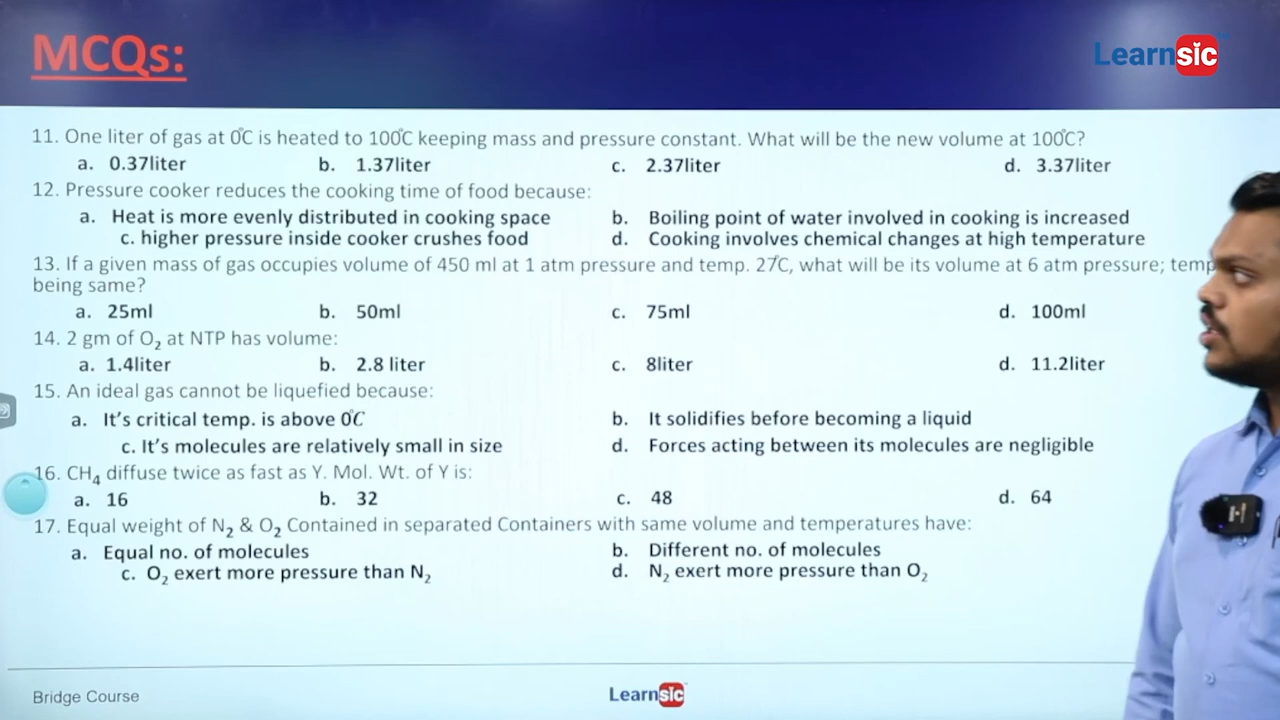 MCQs:
Learnsic
11. One liter of gas at 0℃ is heated to 100℃ keeping mass and pressure constant. What will be the new volume at 100℃?
a. 0.37liter b. 1.37liter c. 2.37liter d. 3.37liter
12. Pressure cooker reduces the cooking time of food because:
a. Heat is more evenly distributed in cooking space b. Boiling point of water involved in cooking is increased
c. higher pressure inside cooker crushes food d. Cooking involves chemical changes at high temperature
13. If a given mass of gas occupies volume of 450 ml at 1 atm pressure and temp. 27℃, what will be its volume at 6 atm pressure; temp
being same?
a. 25ml b. 50ml c. 75ml d. 100ml
14. 2 gm of O₂ at NTP has volume:
a. 1.4liter b. 2.8 liter c. 8liter d. 11.2liter
15. An ideal gas cannot be liquefied because:
a. It's critical temp. is above 0℃ b. It solidifies before becoming a liquid
c. It's molecules are relatively small in size d. Forces acting between its molecules are negligible
16. CH₄ diffuse twice as fast as Y. Mol. Wt. of Y is:
a. 16 b. 32 c. 48 d. 64
17. Equal weight of N₂ & O₂ Contained in separated Containers with same volume and temperatures have:
a. Equal no. of molecules b. Different no. of molecules
c. O₂ exert more pressure than N₂ d. N₂ exert more pressure than O₂
Bridge Course Learnsic